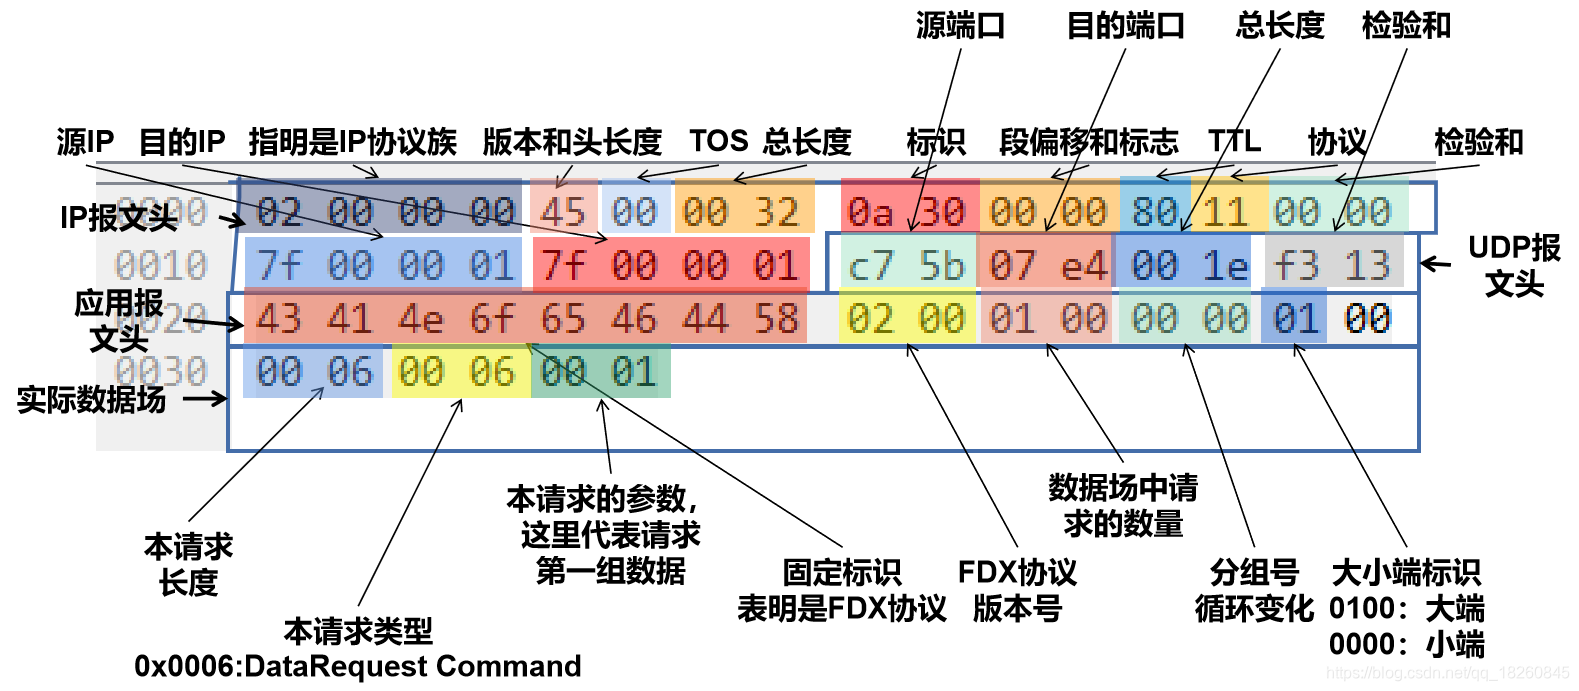 源端口 目的端口 总长度 检验和
源IP 目的IP 指明是IP协议族 版本和头长度 TOS 总长度 标识 段偏移和标志 TTL 协议 检验和
0000 02 00 00 00 45 00 00 32 0a 30 00 00 80 11 00 00
IP报文头
0010 7f 00 00 01 7f 00 00 01 c7 5b 07 e4 00 1e f3 13
UDP报
文头
应用报
文头
0020 43 41 4e 6f 65 46 44 58 02 00 01 00 00 00 01 00
0030 00 06 00 06 00 01
实际数据场
本请求
长度
本请求类型
0x0006:DataRequest Command
本请求的参数，
这里代表请求
第一组数据
固定标识
表明是FDX协议
FDX协议
版本号
数据场中请
求的数量
分组号
循环变化
大小端标识
0100：大端
0000：小端
https://blog.csdn.net/qq_18260845